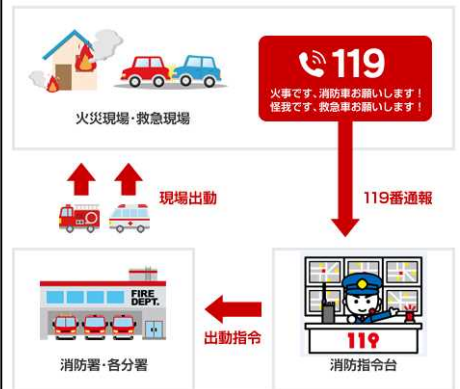 119
火事です、消防車お願いします！
怪我です、救急車お願いします！
火災現場・救急現場
現場出動
119番通報
FIRE
DEPT.
出動指令
119
消防署・各分署
消防指令台